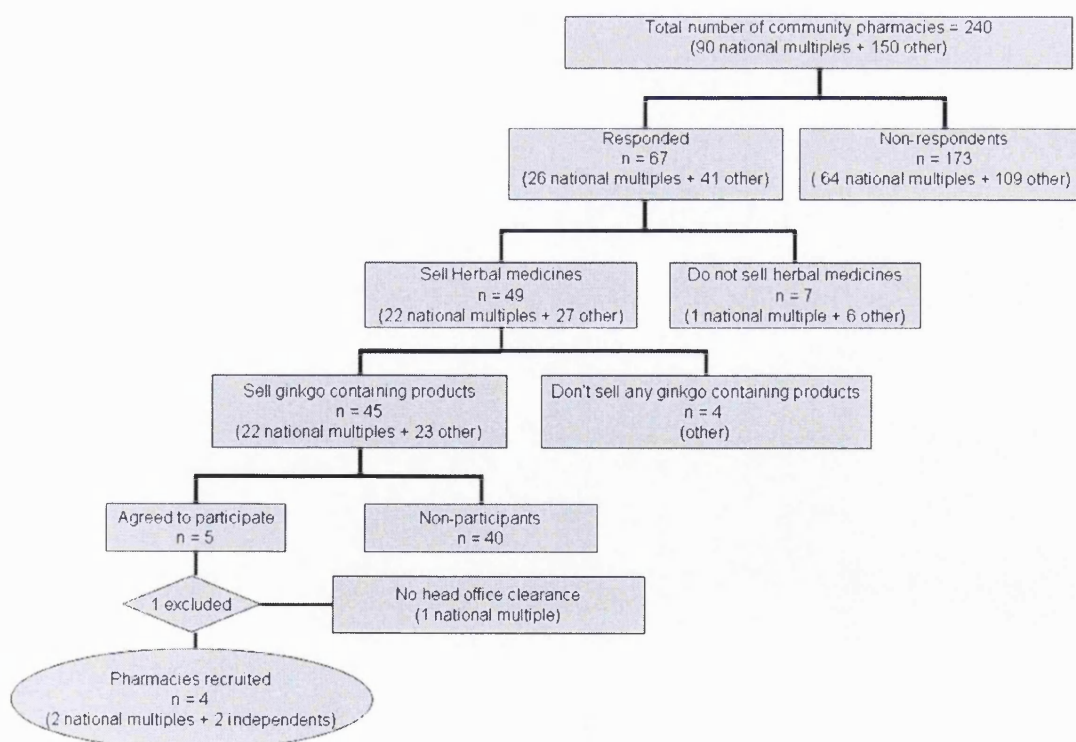 Total number of community pharmacies = 240
(90 national multiples + 150 other)
Responded
n = 67
(26 national multiples + 41 other)
Non-respondents
n = 173
( 64 national multiples + 109 other)
Sell Herbal medicines
n = 49
(22 national multiples + 27 other)
Do not sell herbal medicines
n = 7
(1 national multiple + 6 other)
Sell ginkgo containing products
n = 45
(22 national multiples + 23 other)
Don't sell any ginkgo containing products
n = 4
(other)
Agreed to participate
n = 5
Non-participants
n = 40
1 excluded
No head office clearance
(1 national multiple)
Pharmacies recruited
n = 4
(2 national multiples + 2 independents)